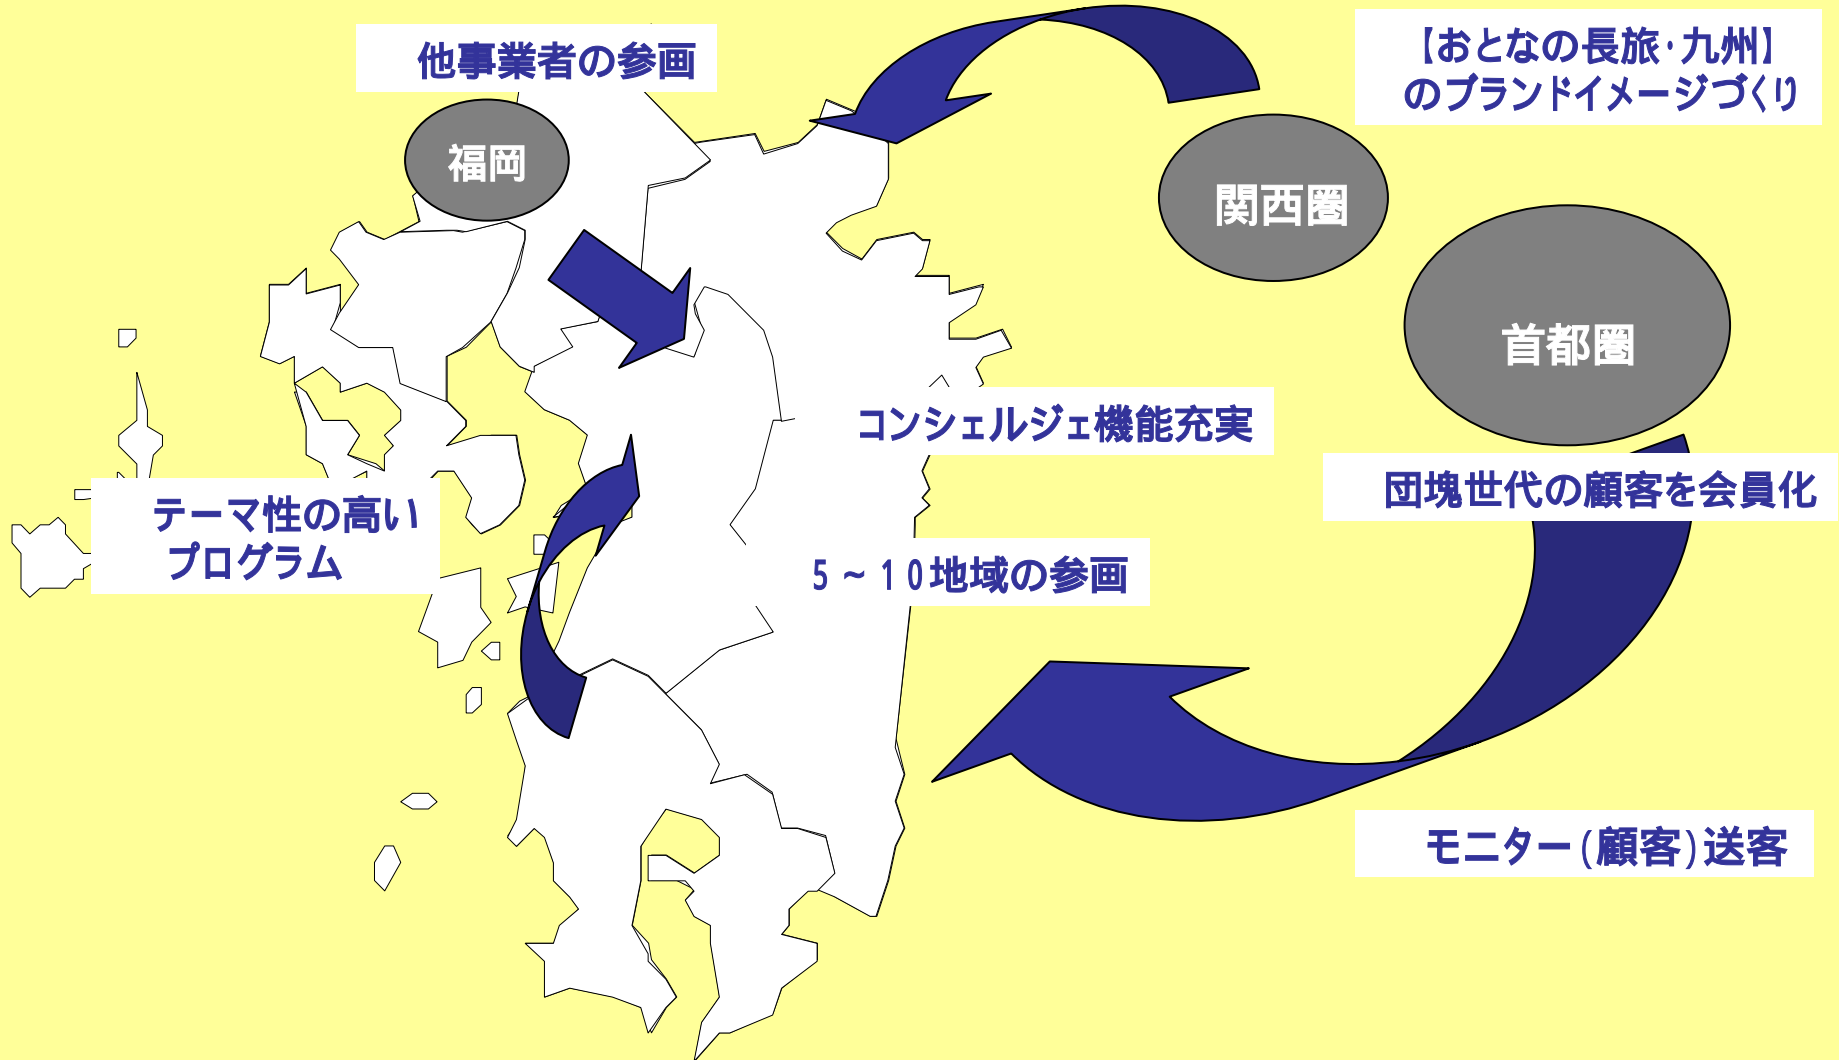 他事業者の参画
【おとなの長旅・九州】
のブランドイメージづくり
福岡
関西圏
首都圏
コンシェルジェ機能充実
団塊世代の顧客を会員化
テーマ性の高い
プログラム
5~10地域の参画
モニター(顧客)送客